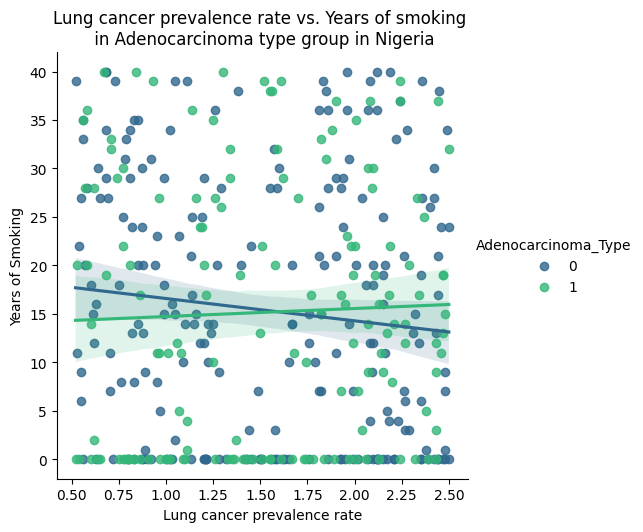 Lung cancer prevalence rate vs. Years of smoking
in Adenocarcinoma type group in Nigeria
40
35
30
25
20
15
10
5
0
Years of Smoking
0.50 0.75 1.00 1.25 1.50 1.75 2.00 2.25 2.50
Lung cancer prevalence rate
Adenocarcinoma_Type
0
1